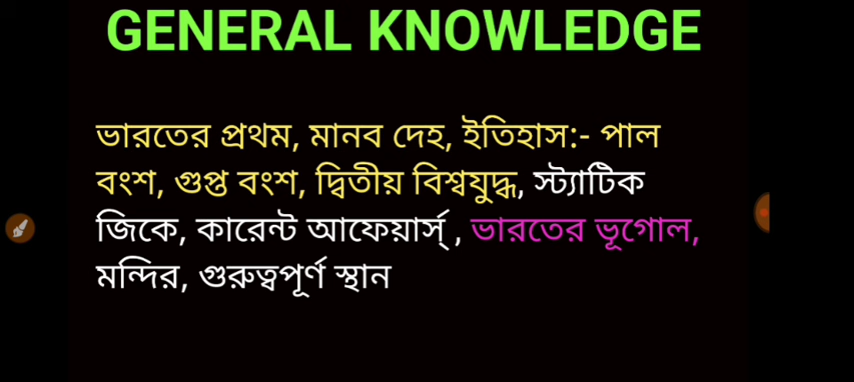 GENERAL KNOWLEDGE
ভারতের প্রথম, মানব দেহ, ইতিহাস:- পাল
বংশ, গুপ্ত বংশ, দ্বিতীয় বিশ্বযুদ্ধ, স্ট্যাটিক
জিকে, কারেন্ট আফেয়ার্স্ , ভারতের ভূগোল,
মন্দির, গুরুত্বপূর্ণ স্থান